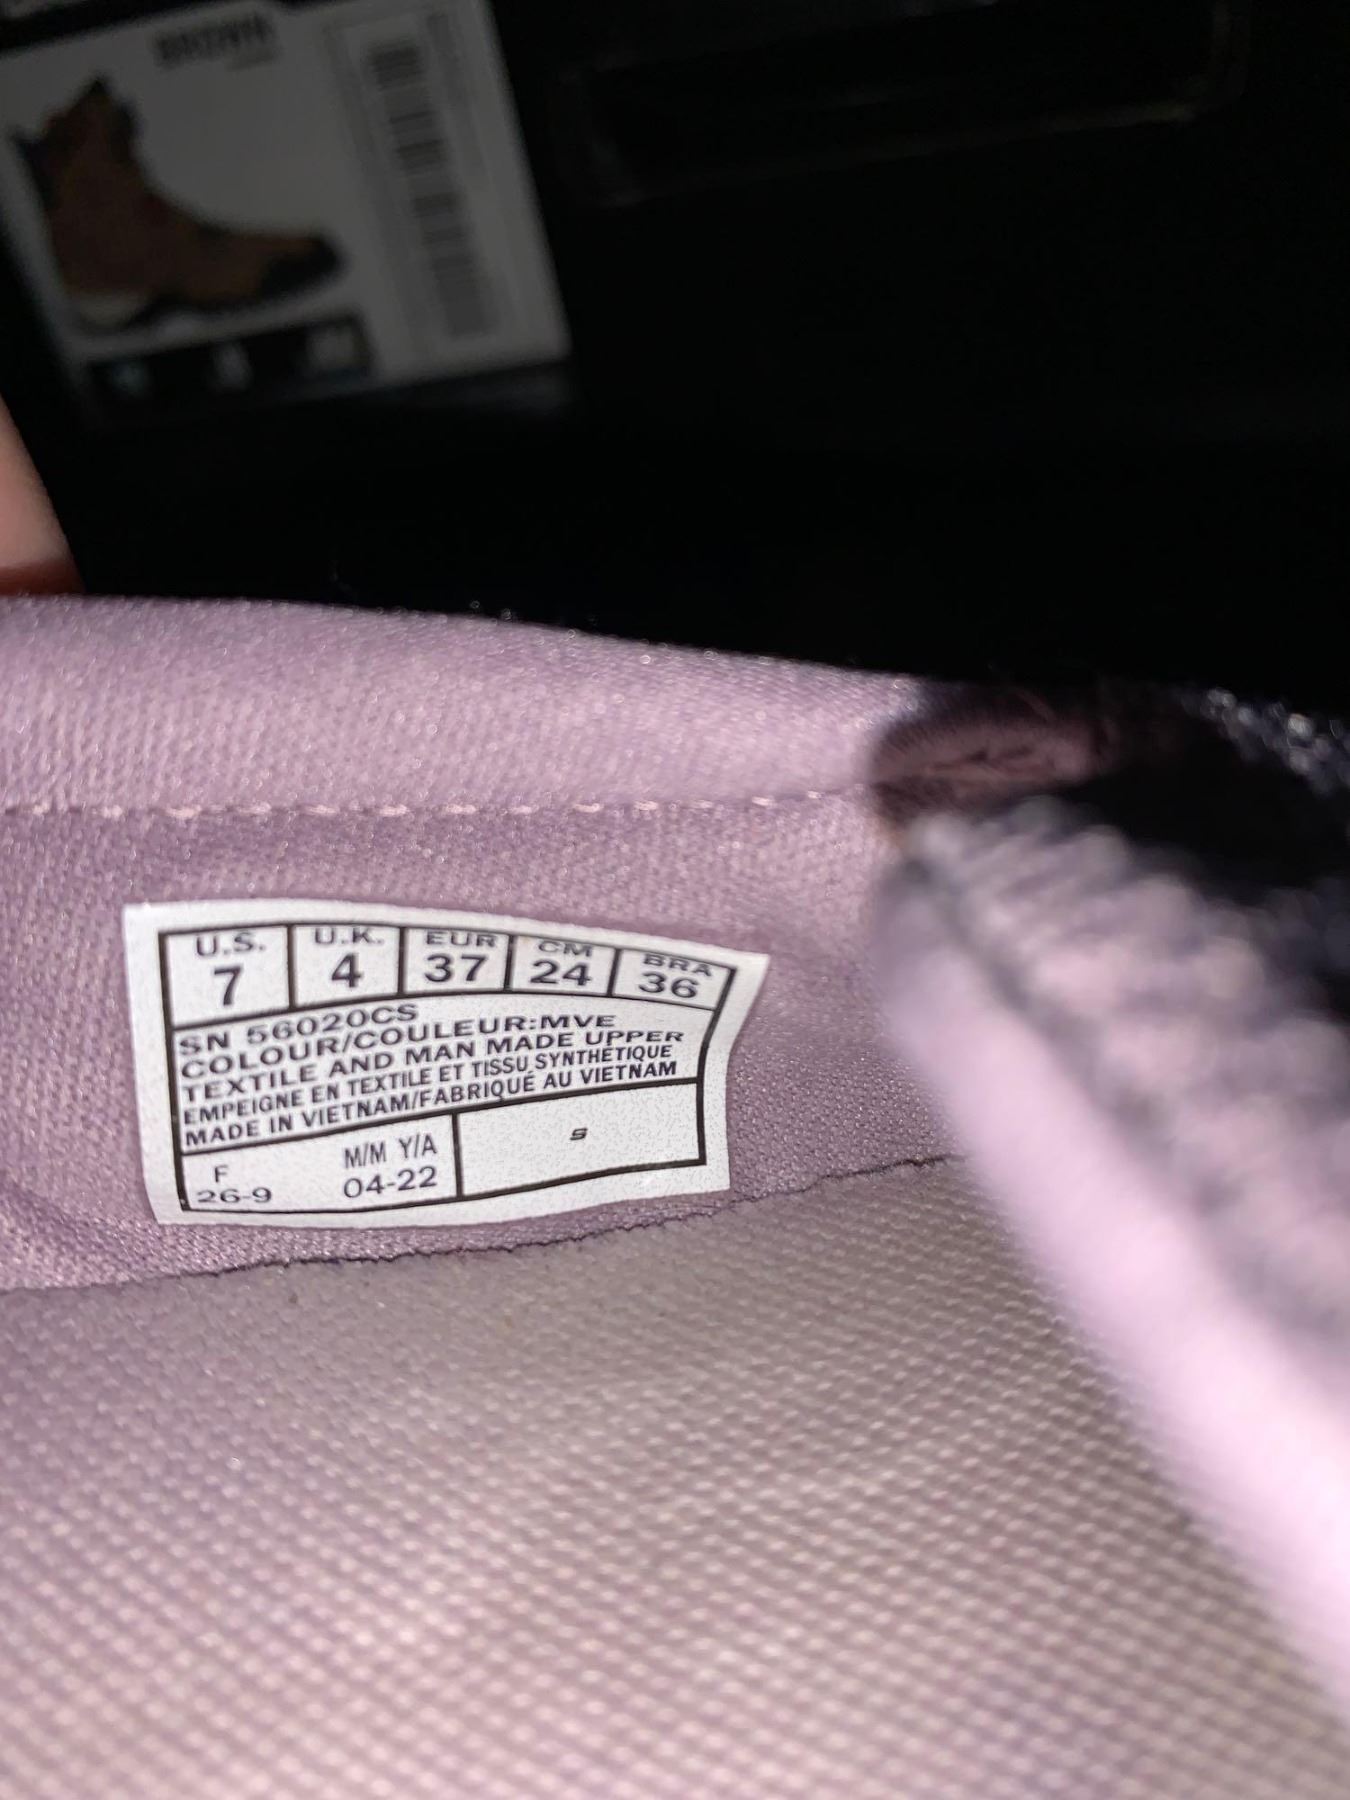 BROWN
U.S. U.K. EUR CM BRA
7 4 37 24 36
SN 56020CS
COLOUR/COULEUR:MVE
TEXTILE AND MAN MADE UPPER
EMPEIGNE EN TEXTILE ET TISSU SYNTHÉTIQUE
MADE IN VIETNAM/FABRIQUÉ AU VIETNAM
F M/M Y/A
26-9 04-22
S